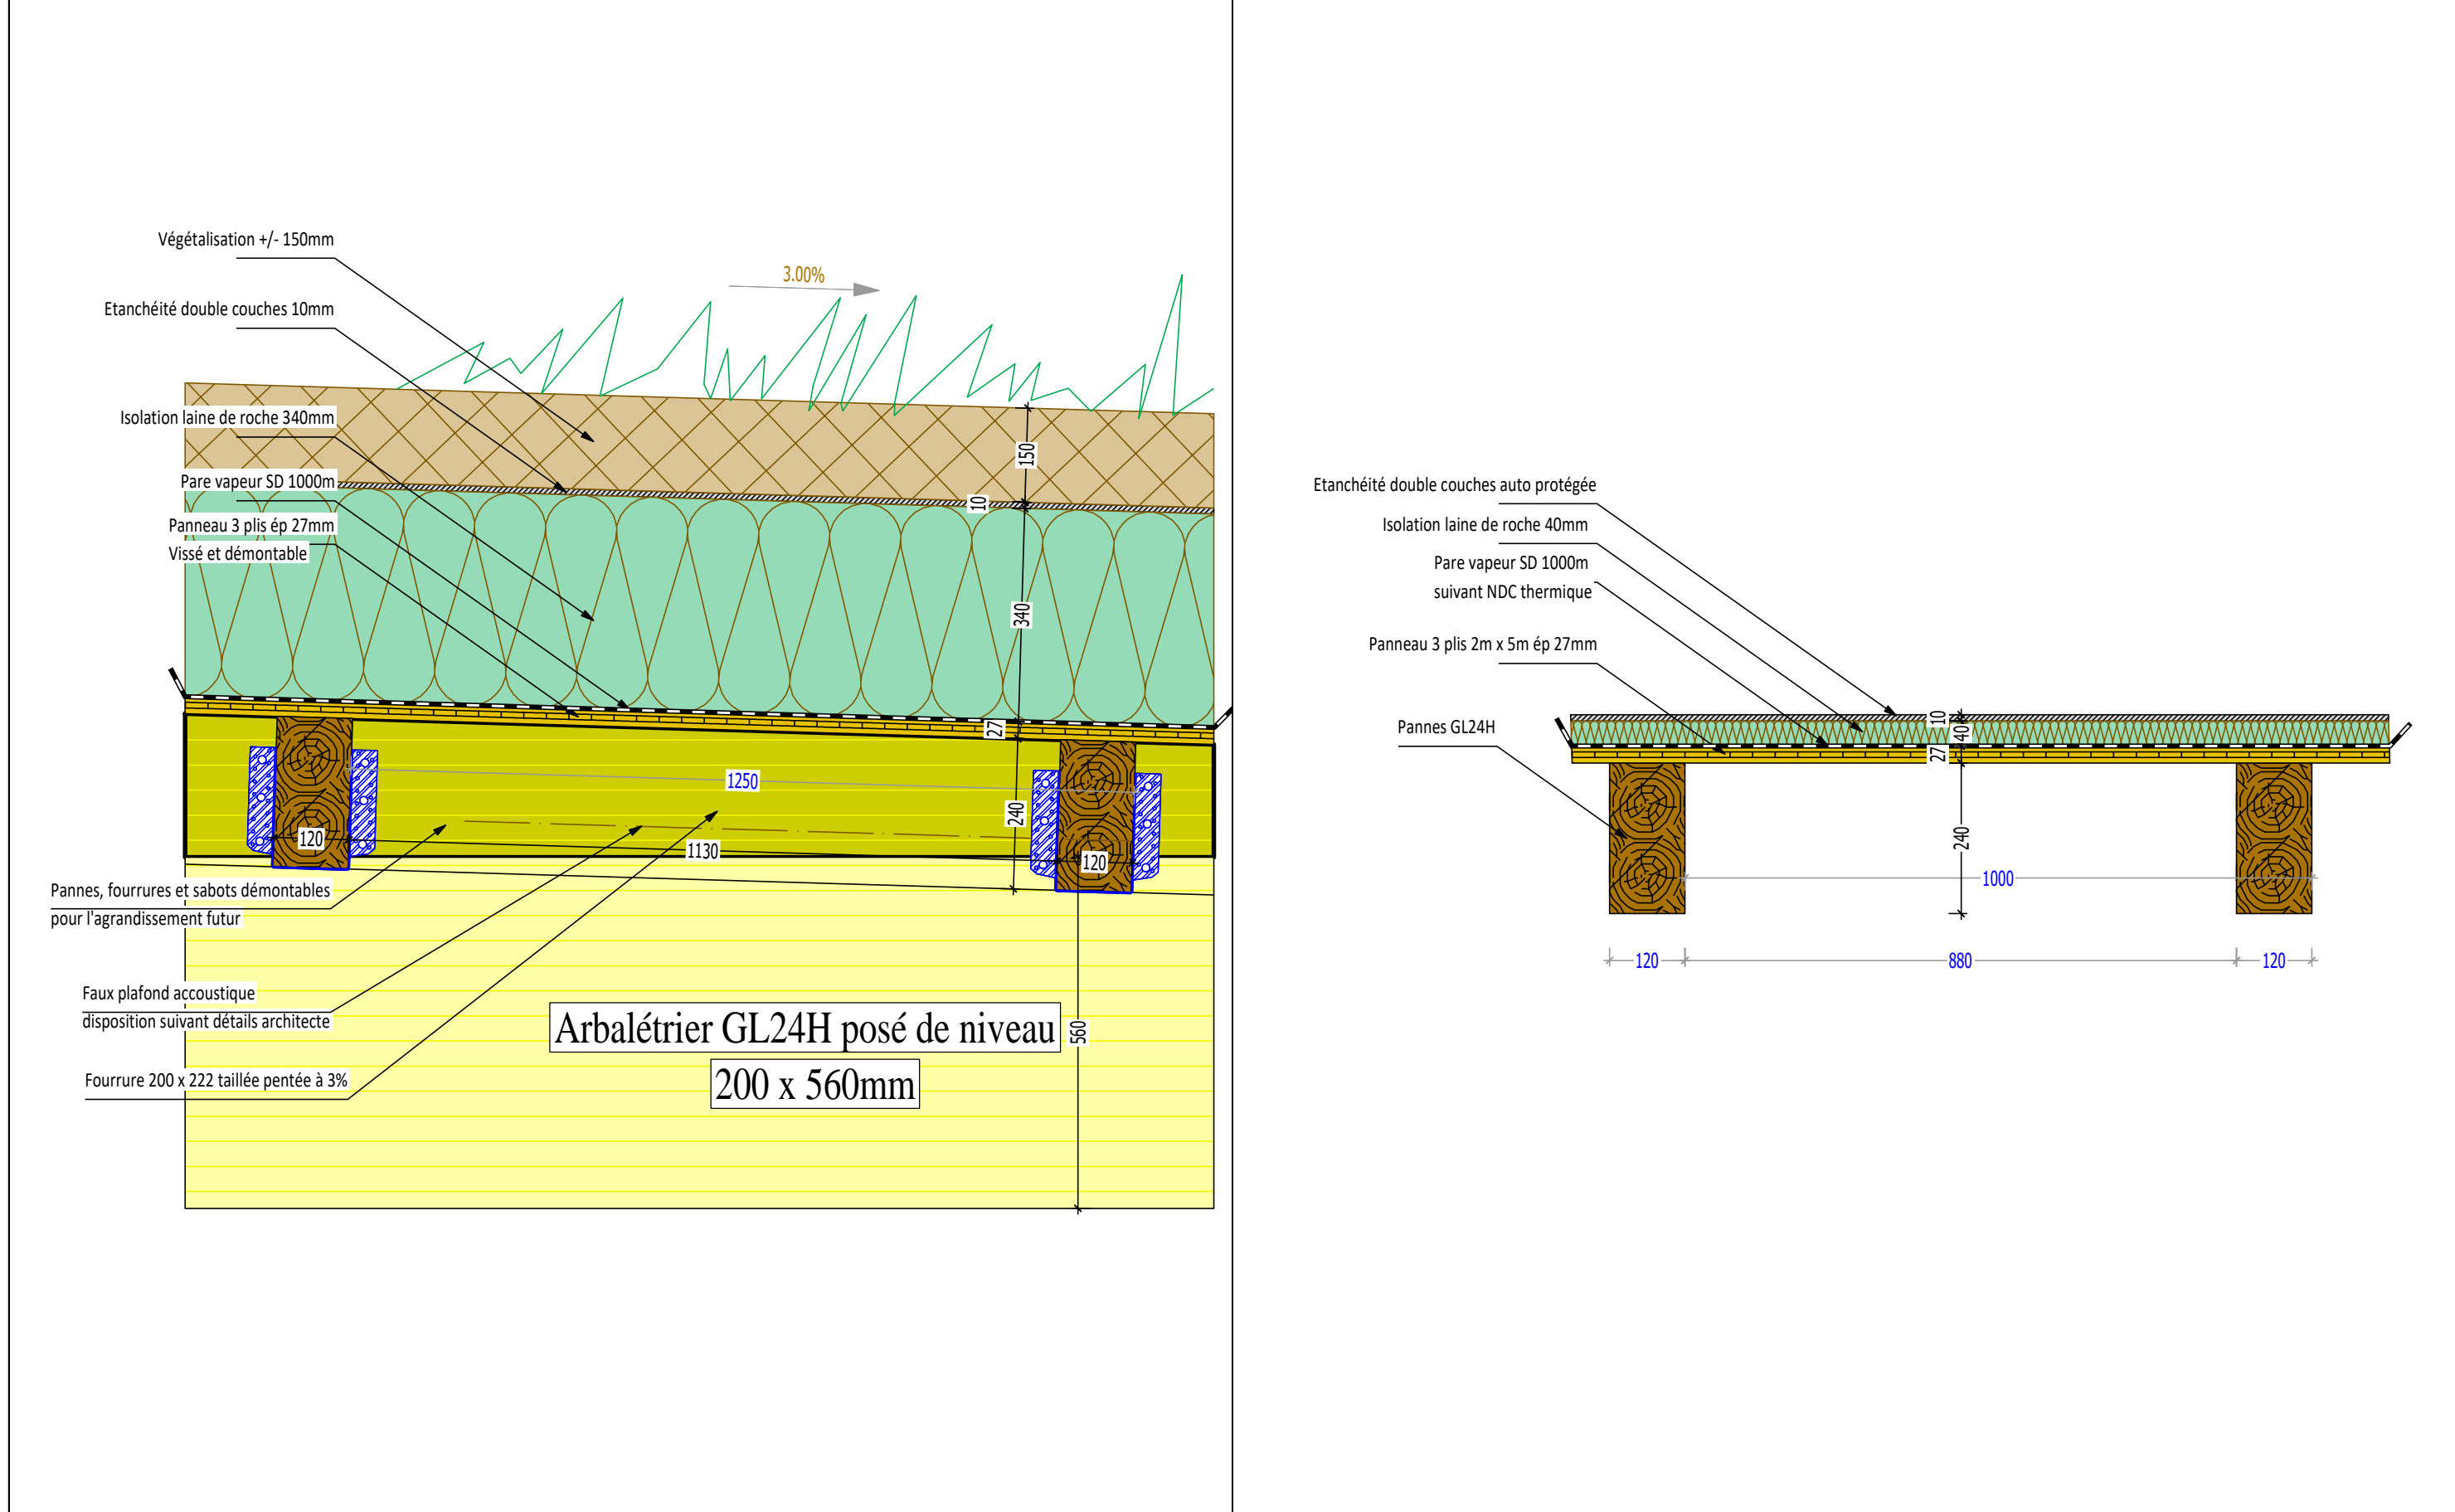 Végétalisation +/- 150mm
3.00%
Etanchéité double couches 10mm
Isolation laine de roche 340mm
Pare vapeur SD 1000m
Panneau 3 plis ép 27mm
Vissé et démontable
150
10
340
27
240
1250
120
1130
120
560
Pannes, fourrures et sabots démontables
pour l'agrandissement futur
Faux plafond accoustique
disposition suivant détails architecte
Fourrure 200 x 222 taillée pentée à 3%
Arbalétrier GL24H posé de niveau
200 x 560mm
Etanchéité double couches auto protégée
Isolation laine de roche 40mm
Pare vapeur SD 1000m
suivant NDC thermique
Panneau 3 plis 2m x 5m ép 27mm
Pannes GL24H
10
40
27
240
1000
120
880
120